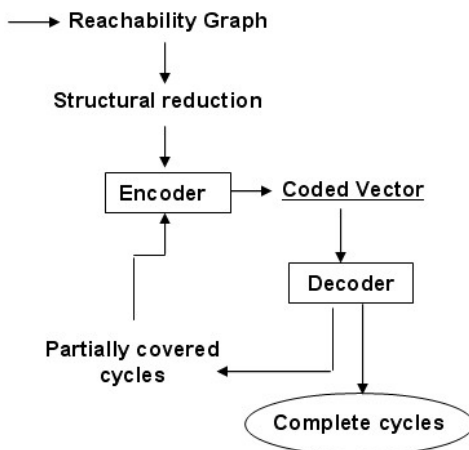 Reachability Graph
Structural reduction
Encoder
Coded Vector
Decoder
Partially covered
cycles
Complete cycles